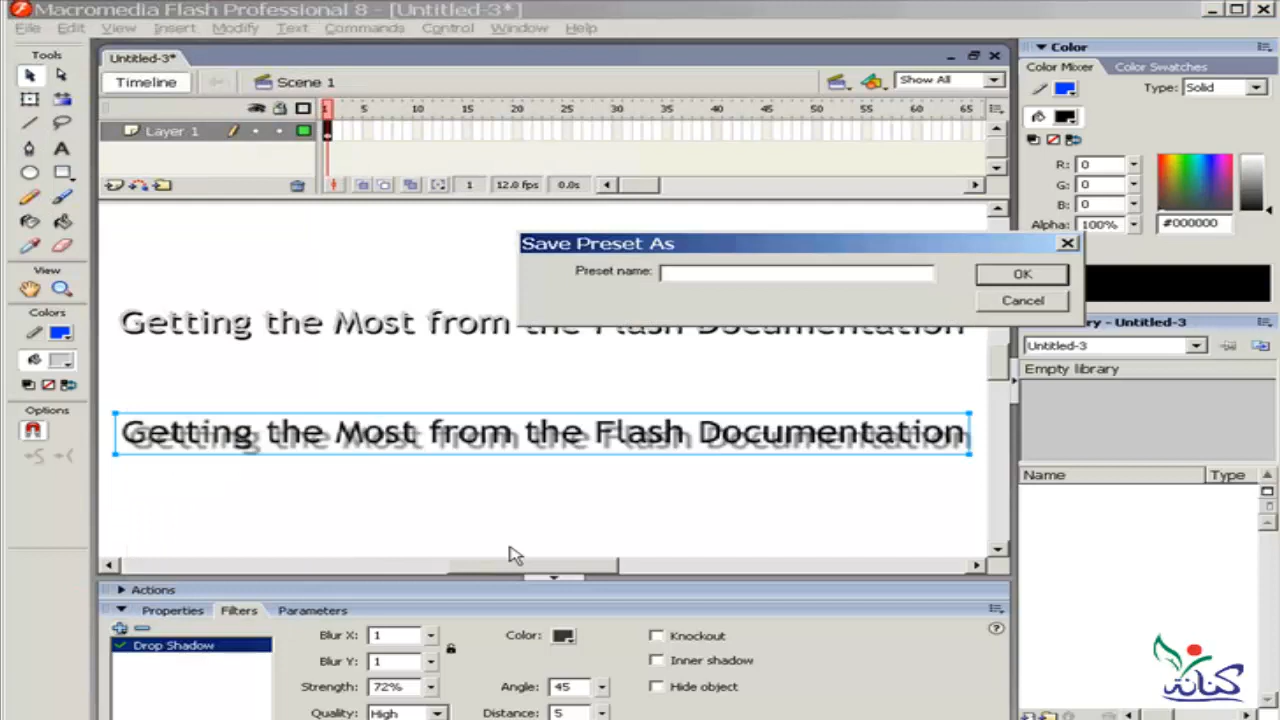 Macromedia Flash Professional 8 - [Untitled-3*]
File Edit View Insert Modify Text Commands Control Window Help
Tools
Untitled-3*
Timeline
Scene 1
Show All
1 5 10 15 20 25 30 35 40 45 50 55 60 65
Layer 1
1 12.0 fps 0.0s
View
Colors
Options
Color
Color Mixer Color Swatches
Type: Solid
R: 0
G: 0
B: 0
Alpha: 100% #000000
Save Preset As
Preset name:
OK
Cancel
Getting the Most from the Flash Documentation
Getting the Most from the Flash Documentation
- Untitled-3
Untitled-3
Empty library
Name Type
Actions
Properties Filters Parameters
Drop Shadow
Blur X: 1
Blur Y: 1
Strength: 72%
Quality: High
Color:
Angle: 45
Distance: 5
Knockout
Inner shadow
Hide object
كنانة